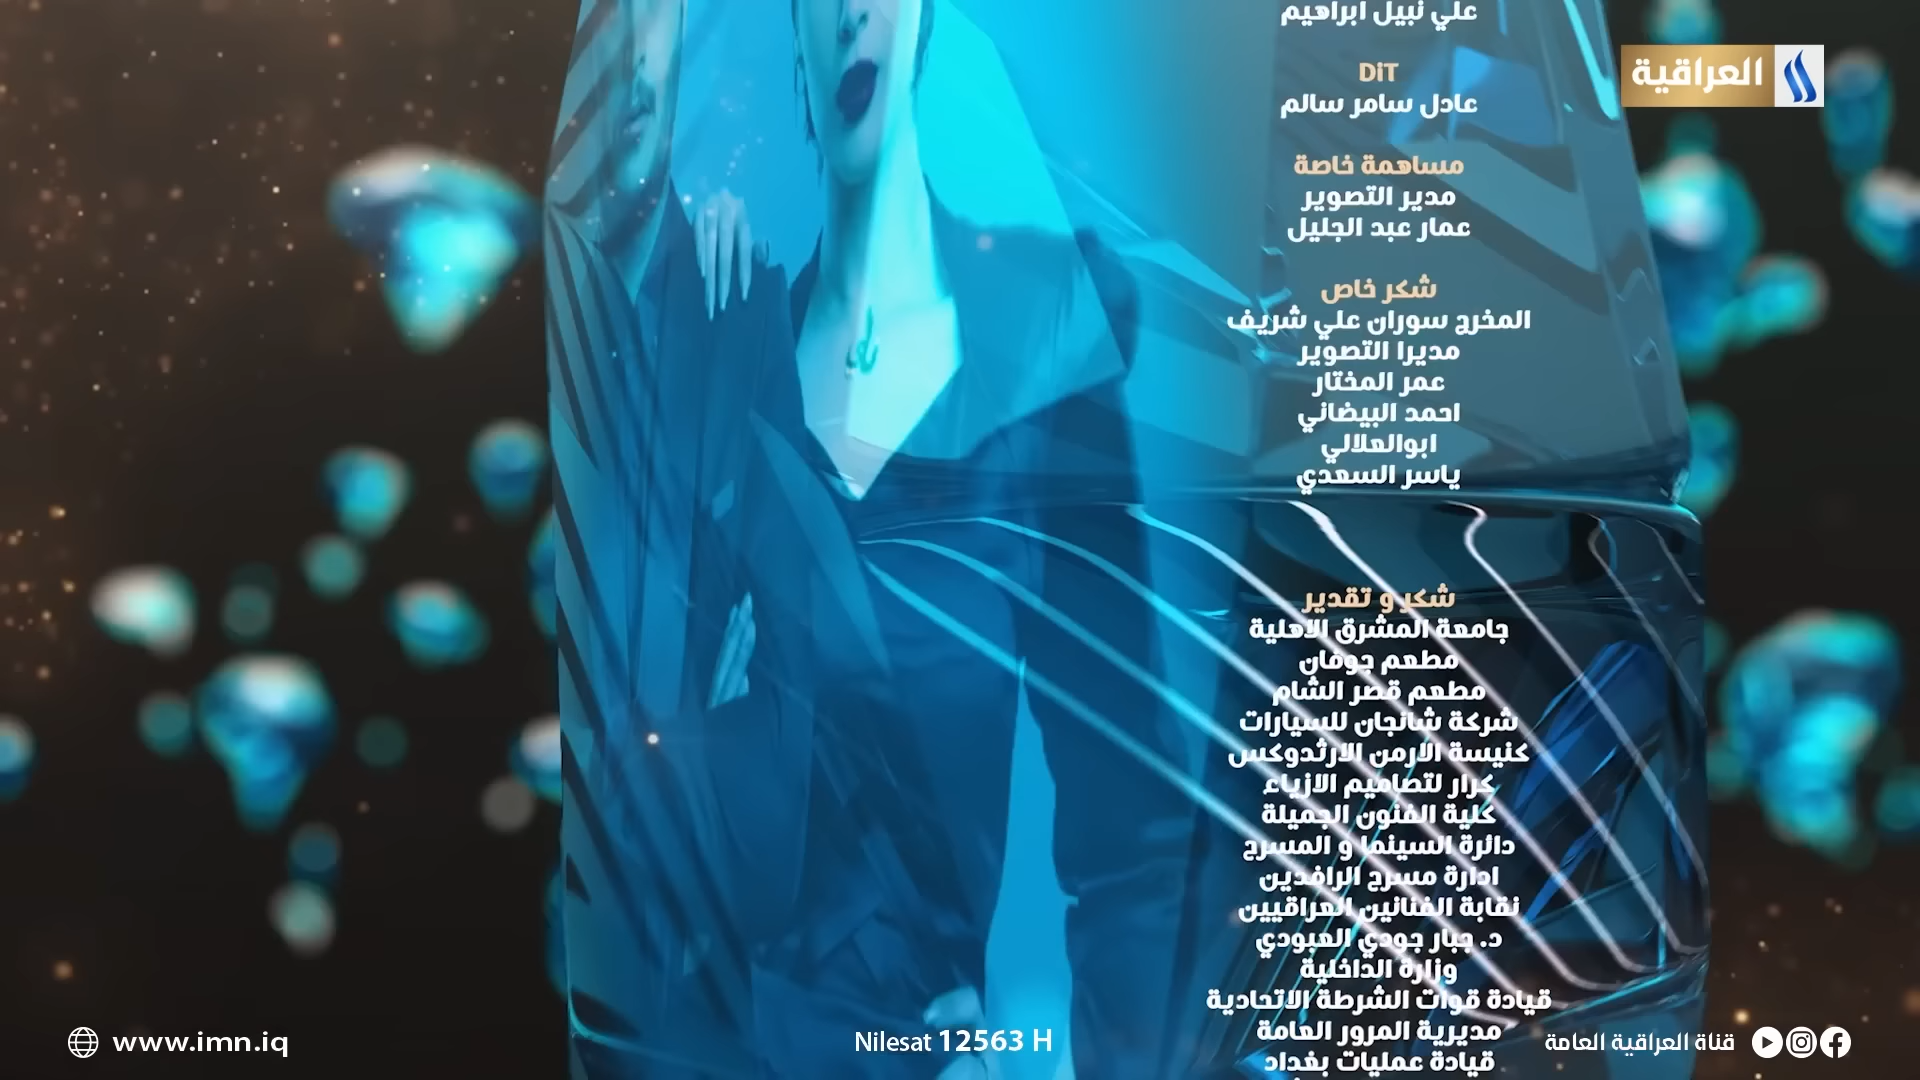 علي نبيل ابراهيم
العراقية
DiT
عادل سامر سالم
مساهمة خاصة
مدير التصوير
عمار عبد الجليل
شكر خاص
المخرج سوران علي شريف
مديرا التصوير
عمر المختار
احمد البيضاني
ابوالعلالي
ياسر السعدي
شكر و تقدير
جامعة المشرق الاهلية
مطعم جوفان
مطعم قصر الشام
شركة شانجان للسيارات
كنيسة الارمن الارثدوكس
كرار لتصاميم الازياء
كلية الفنون الجميلة
دائرة السينما و المسرح
ادارة مسرح الرافدين
نقابة الفنانين العراقيين
د. جبار جودي العبودي
وزارة الداخلية
قيادة قوات الشرطة الاتحادية
مديرية المرور العامة
قيادة عمليات بغداد
www.imn.iq
Nilesat 12563 H
قناة العراقية العامة